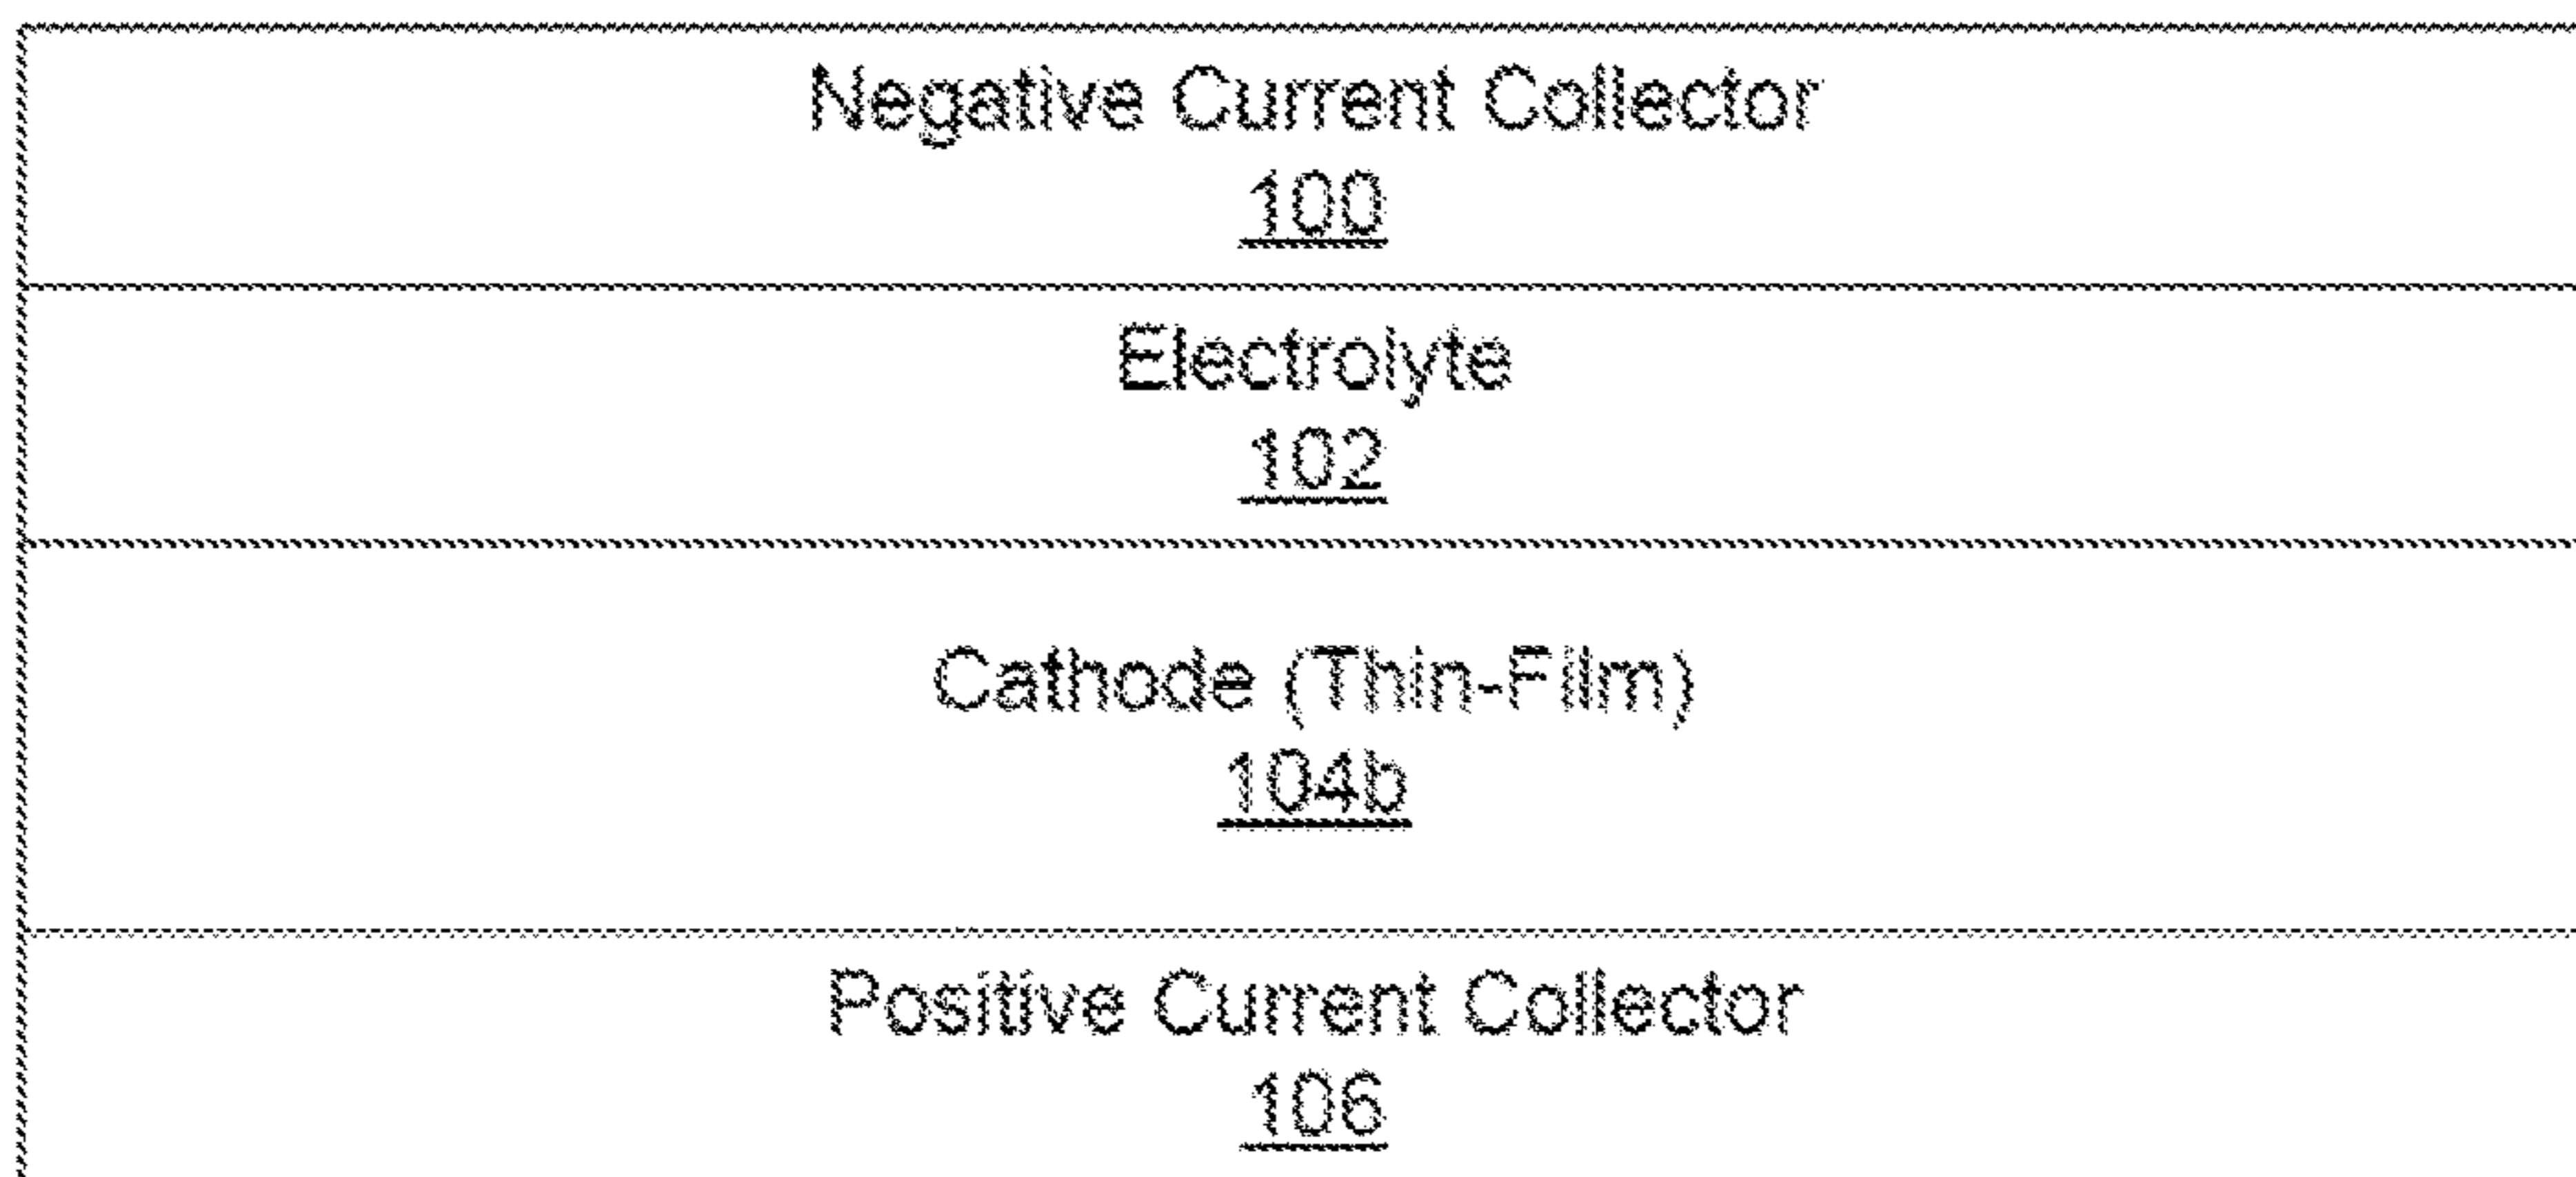 Negative Current Collector
100
Electrolyte
102
Cathode (Thin-Film)
104b
Positive Current Collector
106